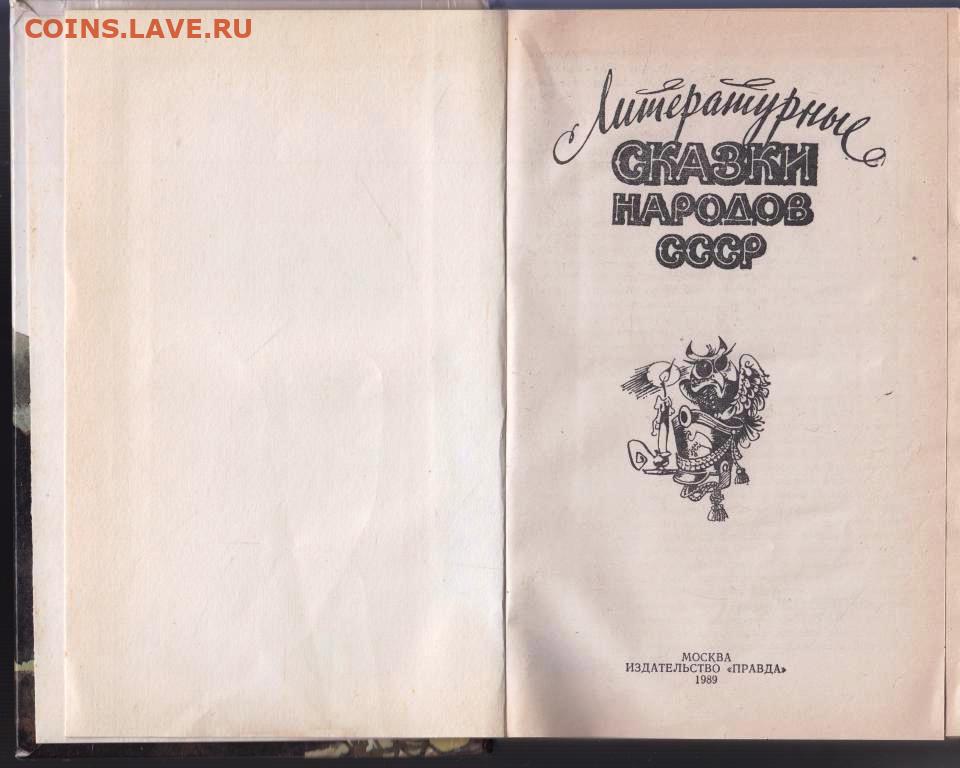 COINS.LAVE.RU
Литературные
СКАЗКИ
НАРОДОВ
СССР
МОСКВА
ИЗДАТЕЛЬСТВО «ПРАВДА»
1989